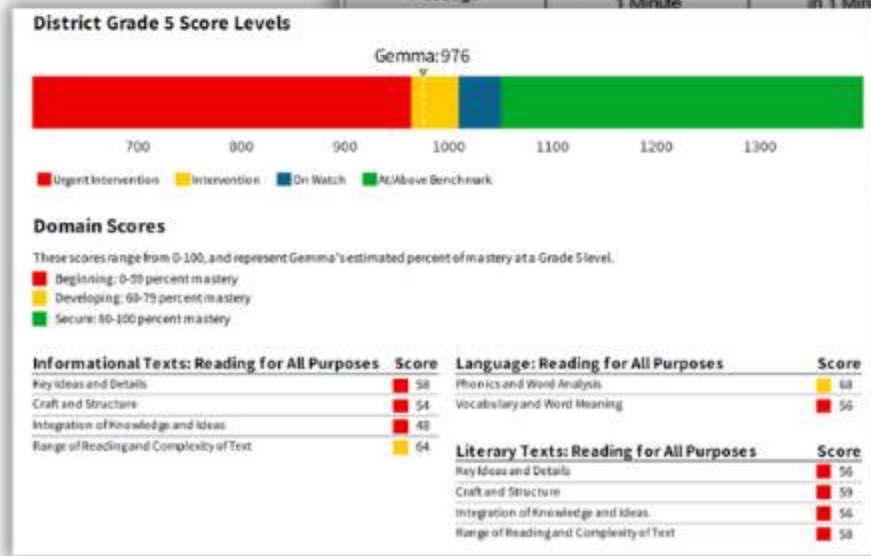 1 Minute
District Grade 5 Score Levels
Gemma: 976
700 800 900 1000 1100 1200 1300
Urgent Intervention Intervention On Watch At/Above Benchmark
Domain Scores
These scores range from 0-100, and represent Gemma's estimated percent of mastery at a Grade 5 level.
Beginning: 0-59 percent mastery
Developing: 60-79 percent mastery
Secure: 80-100 percent mastery
Informational Texts: Reading for All Purposes Score
Key Ideas and Details 58
Craft and Structure 54
Integration of Knowledge and Ideas 48
Range of Reading and Complexity of Text 64
Language: Reading for All Purposes Score
Phonics and Word Analysis 68
Vocabulary and Word Meaning 56
Literary Texts: Reading for All Purposes Score
Key Ideas and Details 56
Craft and Structure 59
Integration of Knowledge and Ideas 56
Range of Reading and Complexity of Text 58